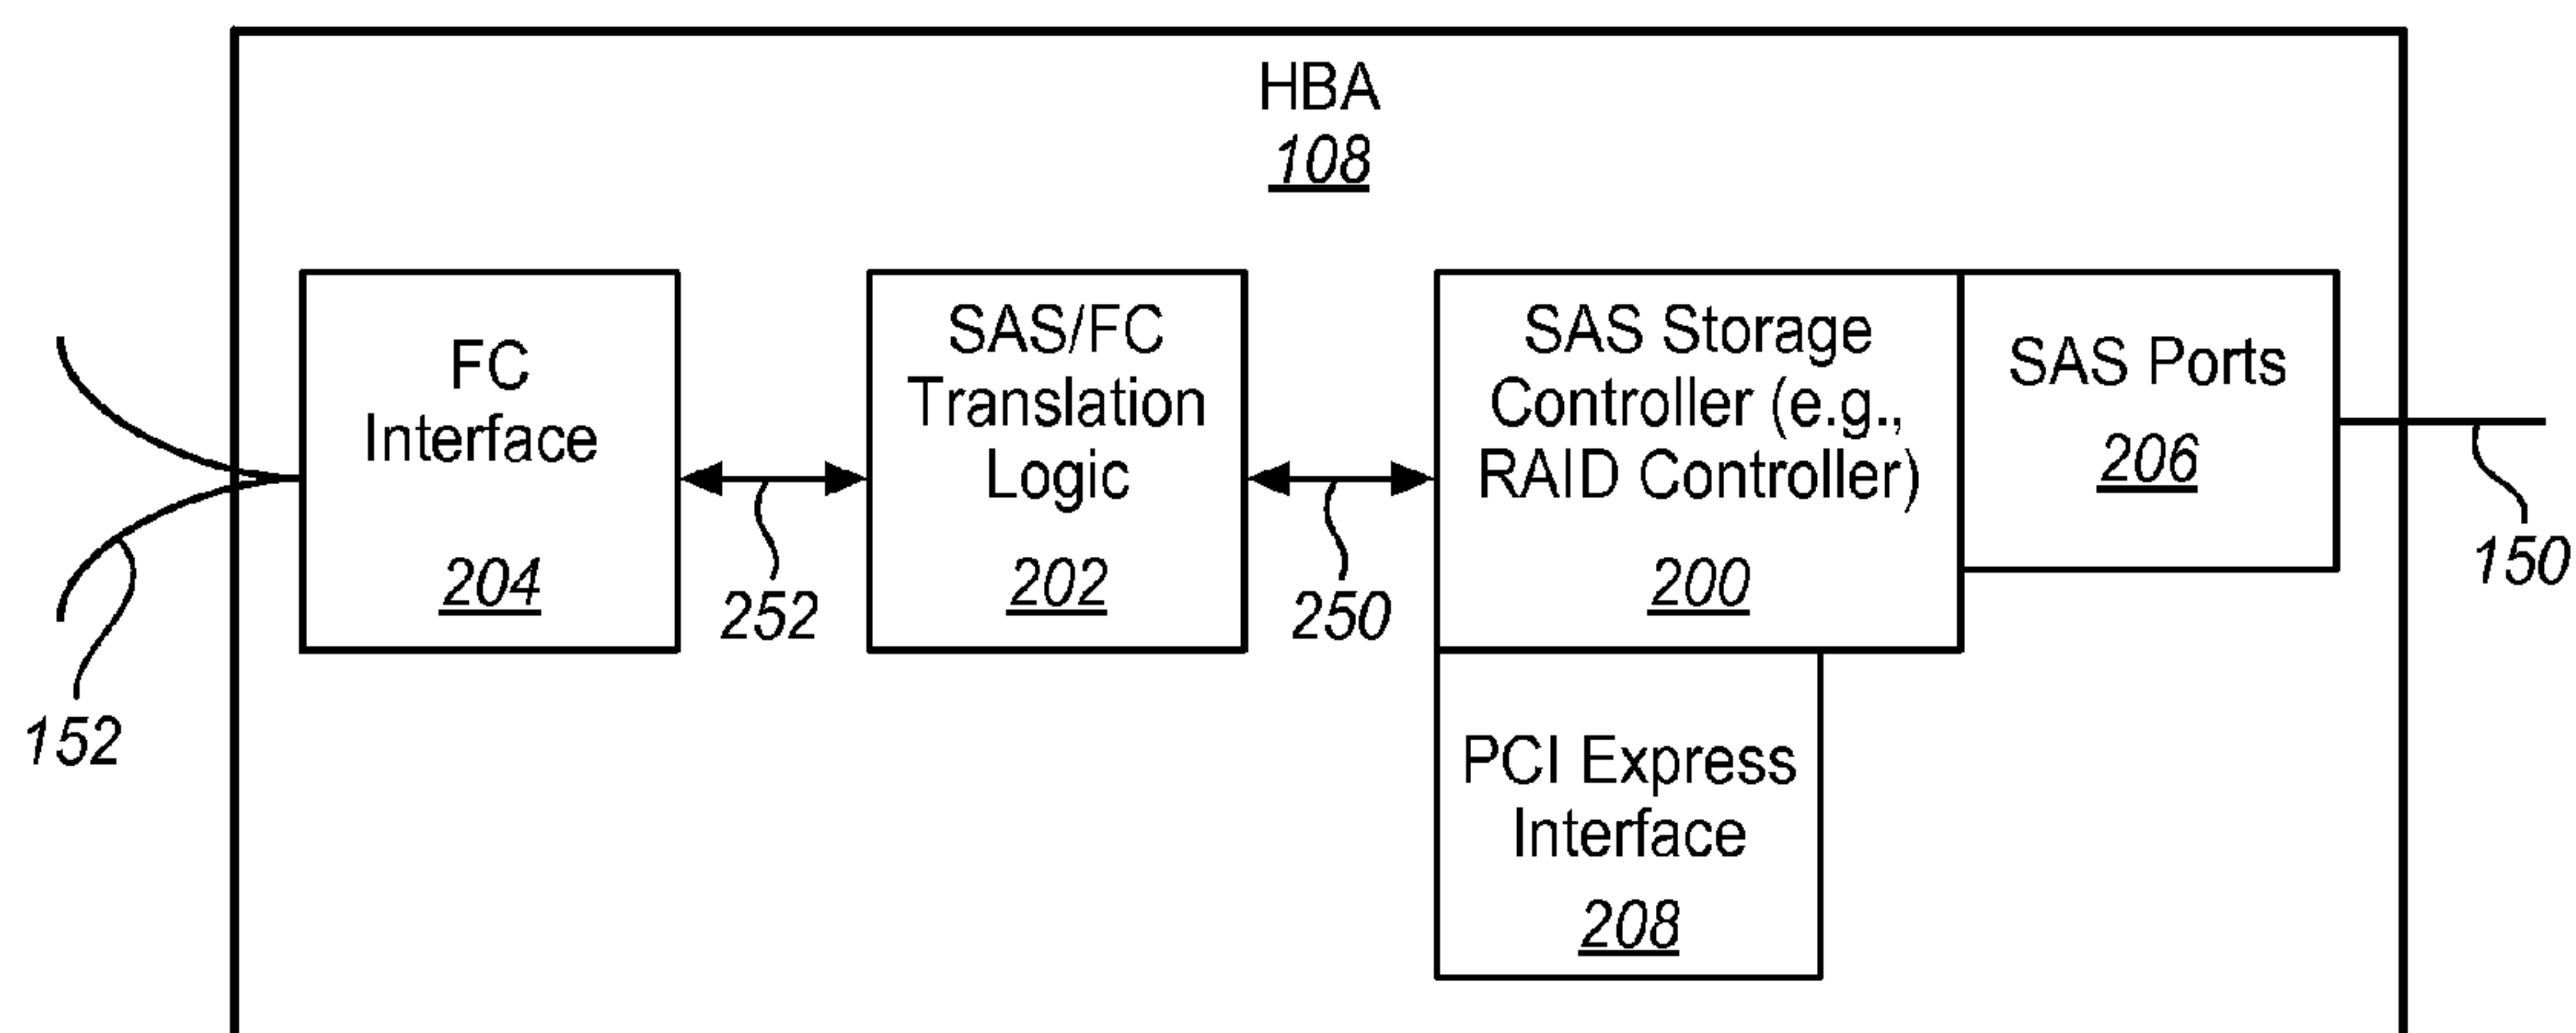 HBA
108
FC
Interface
204
SAS/FC
Translation
Logic
202
SAS Storage
Controller (e.g.,
RAID Controller)
200
SAS Ports
206
252
250
150
152
PCI Express
Interface
208